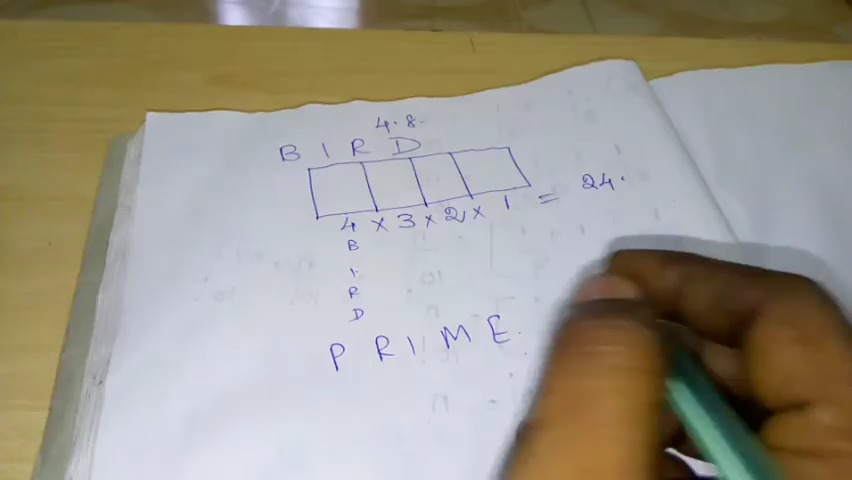 4.8.
B I R D
4 x 3 x 2 x 1 = 24.
B
I
R
D
P R I M E.